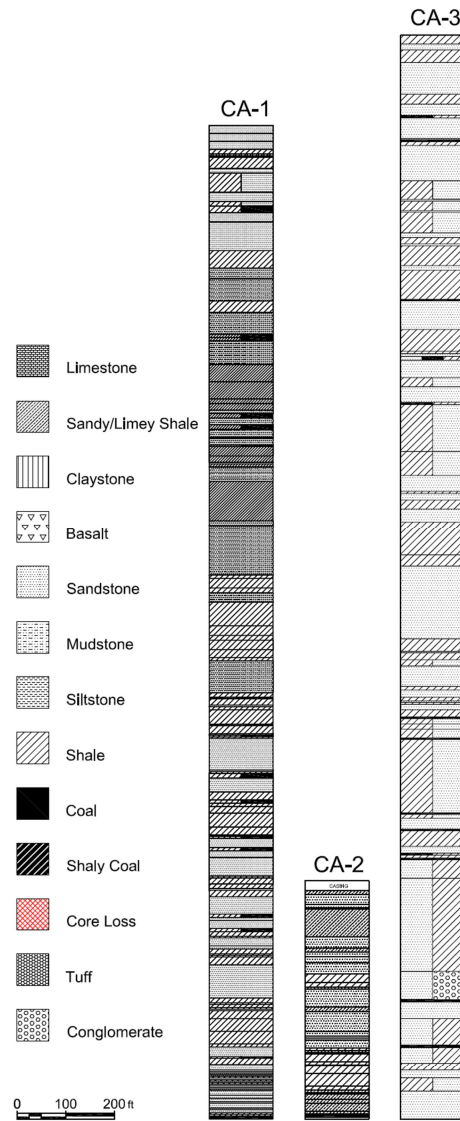 CA-3
CA-1
Limestone
Sandy/Limey Shale
Claystone
Basalt
Sandstone
Mudstone
Siltstone
Shale
Coal
CA-2
CASING
Shaly Coal
Core Loss
Tuff
Conglomerate
0 100 200 ft